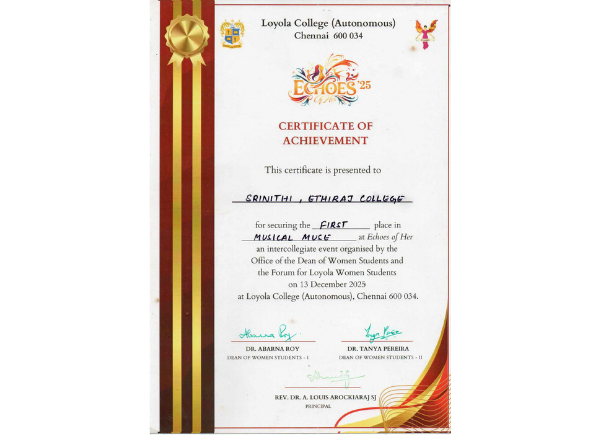 Loyola College (Autonomous)
Chennai 600 034
ECHOES '25
CERTIFICATE OF
ACHIEVEMENT
This certificate is presented to
SRINITHI, ETHIRAJ COLLEGE
for securing the FIRST place in
MUSICAL MUSE at Echoes of Her
an intercollegiate event organised by the
Office of the Dean of Women Students and
the Forum for Loyola Women Students
on 13 December 2025
at Loyola College (Autonomous), Chennai 600 034.
DR. ABARNA ROY
DEAN OF WOMEN STUDENTS - I
DR. TANYA PEREIRA
DEAN OF WOMEN STUDENTS - II
REV. DR. A. LOUIS AROCKIARAJ SJ
PRINCIPAL